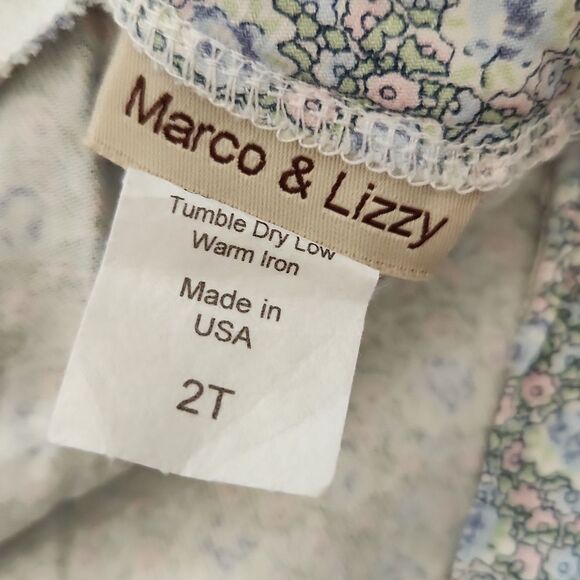 Marco & Lizzy
Tumble Dry Low
Warm Iron
Made in
USA
2T